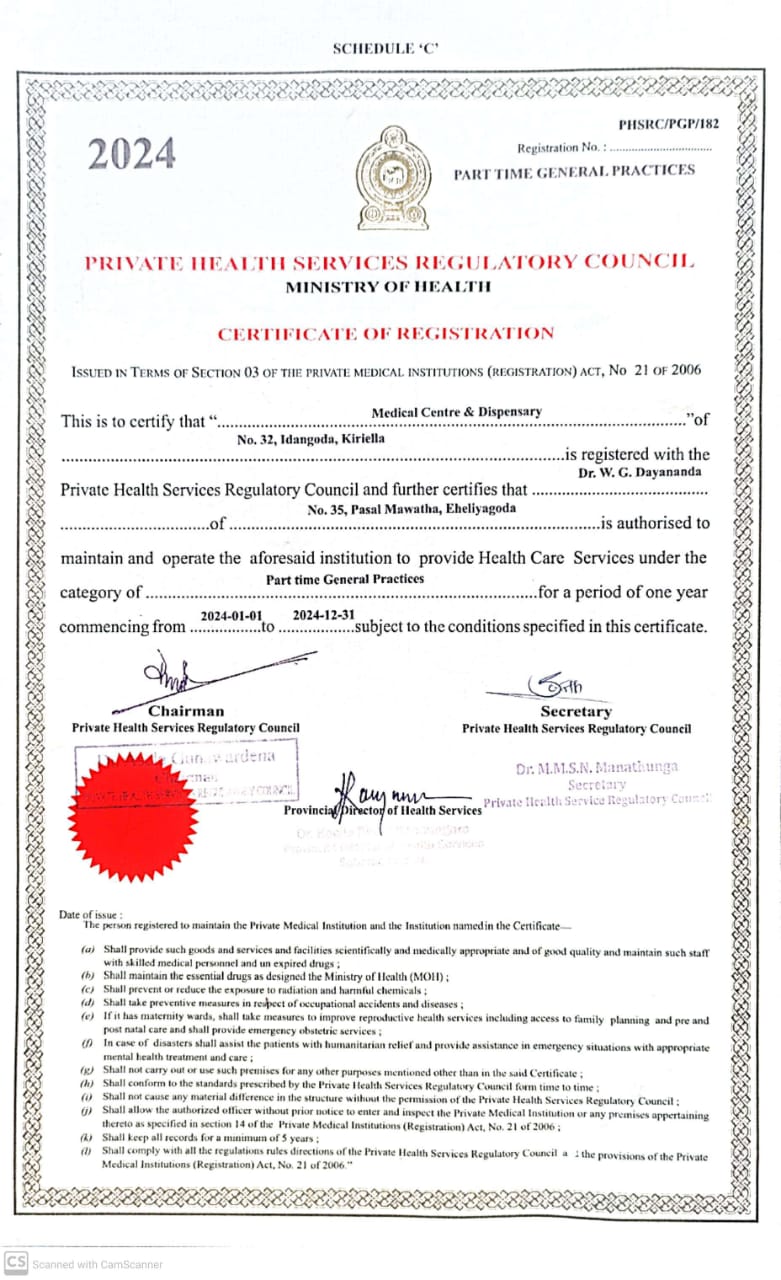 SCHEDULE ‘C’
2024
PHSRC/PGP/182
Registration No. : ....................................
PART TIME GENERAL PRACTICES
PRIVATE HEALTH SERVICES REGULATORY COUNCIL
MINISTRY OF HEALTH
CERTIFICATE OF REGISTRATION
ISSUED IN TERMS OF SECTION 03 OF THE PRIVATE MEDICAL INSTITUTIONS (REGISTRATION) ACT, No 21 OF 2006
Medical Centre & Dispensary
This is to certify that “..............................................”of
No. 32, Idangoda, Kiriella
..............................................is registered with the
Dr. W. G. Dayananda
Private Health Services Regulatory Council and further certifies that ....................................
No. 35, Pasal Mawatha, Eheliyagoda
....................................of ..............................................is authorised to
maintain and operate the aforesaid institution to provide Health Care Services under the
Part time General Practices
category of ..............................................for a period of one year
2024-01-01 2024-12-31
commencing from ..................to ...................subject to the conditions specified in this certificate.
Chairman
Private Health Services Regulatory Council
Secretary
Private Health Services Regulatory Council
Dr. M.M.S.N. Manathunga
Secretary
Private Health Service Regulatory Council
Provincial Director of Health Services
Date of issue :
The person registered to maintain the Private Medical Institution and the Institution named in the Certificate—
(a) Shall provide such goods and services and facilities scientifically and medically appropriate and of good quality and maintain such staff
with skilled medical personnel and un expired drugs ;
(b) Shall maintain the essential drugs as designed the Ministry of Health (MOH) ;
(c) Shall prevent or reduce the exposure to radiation and harmful chemicals ;
(d) Shall take preventive measures in respect of occupational accidents and diseases ;
(e) If it has maternity wards, shall take measures to improve reproductive health services including access to family planning and pre and
post natal care and shall provide emergency obstetric services ;
(f) In case of disasters shall assist the patients with humanitarian relief and provide assistance in emergency situations with appropriate
mental health treatment and care ;
(g) Shall not carry out or use such premises for any other purposes mentioned other than in the said Certificate ;
(h) Shall conform to the standards prescribed by the Private Health Services Regulatory Council form time to time ;
(i) Shall not cause any material difference in the structure without the permission of the Private Health Services Regulatory Council ;
(j) Shall allow the authorized officer without prior notice to enter and inspect the Private Medical Institution or any premises appertaining
thereto as specified in section 14 of the Private Medical Institutions (Registration) Act, No. 21 of 2006 ;
(k) Shall keep all records for a minimum of 5 years ;
(l) Shall comply with all the regulations rules directions of the Private Health Services Regulatory Council a the provisions of the Private
Medical Institutions (Registration) Act, No. 21 of 2006.”
CS Scanned with CamScanner